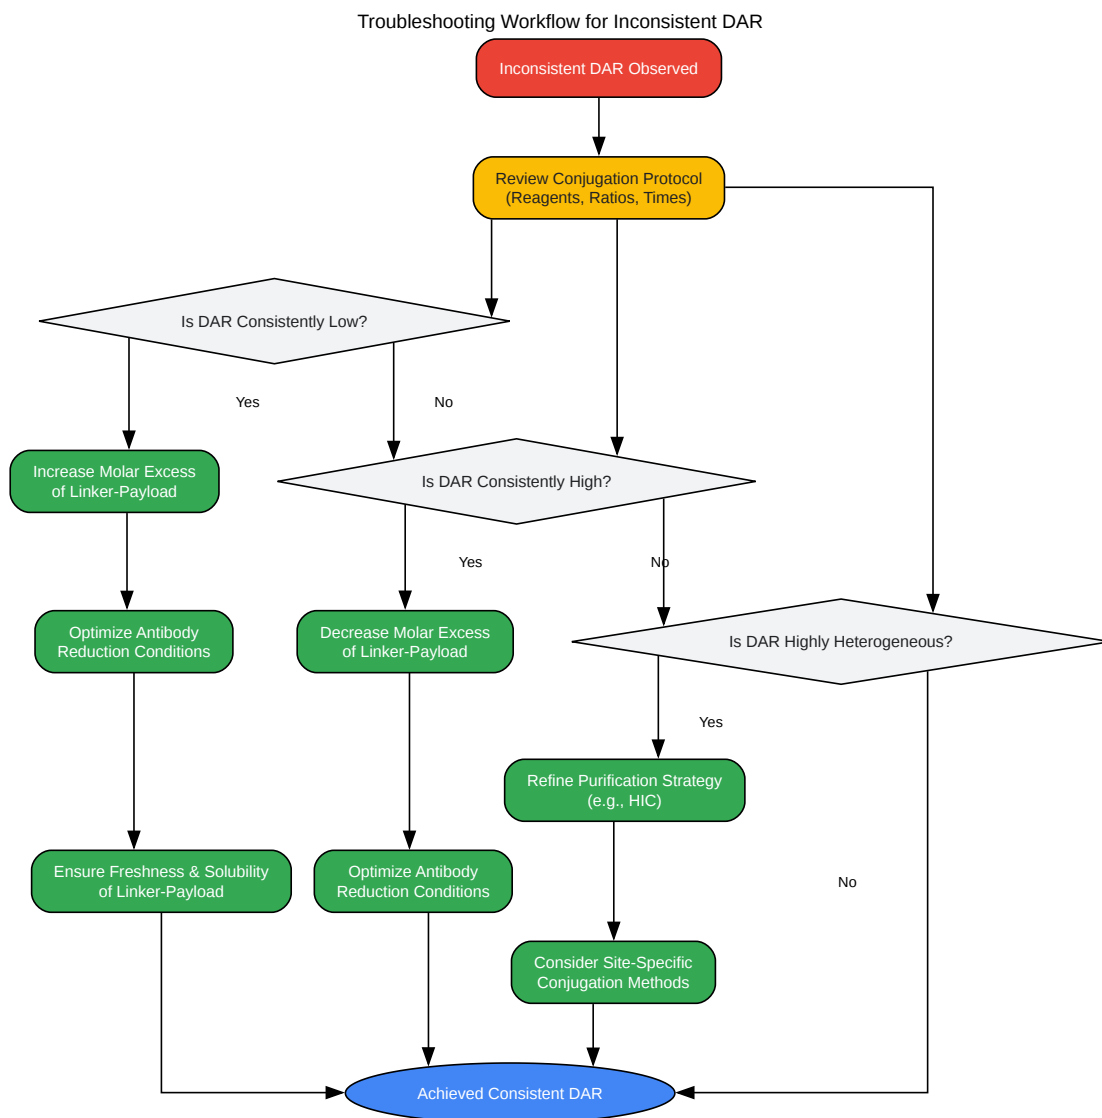 Troubleshooting Workflow for Inconsistent DAR
Inconsistent DAR Observed
Review Conjugation Protocol
(Reagents, Ratios, Times)
Is DAR Consistently Low?
Yes
No
Increase Molar Excess
of Linker-Payload
Is DAR Consistently High?
Yes
No
Optimize Antibody
Reduction Conditions
Decrease Molar Excess
of Linker-Payload
Is DAR Highly Heterogeneous?
Yes
Refine Purification Strategy
(e.g., HIC)
Ensure Freshness & Solubility
of Linker-Payload
Optimize Antibody
Reduction Conditions
No
Consider Site-Specific
Conjugation Methods
Achieved Consistent DAR